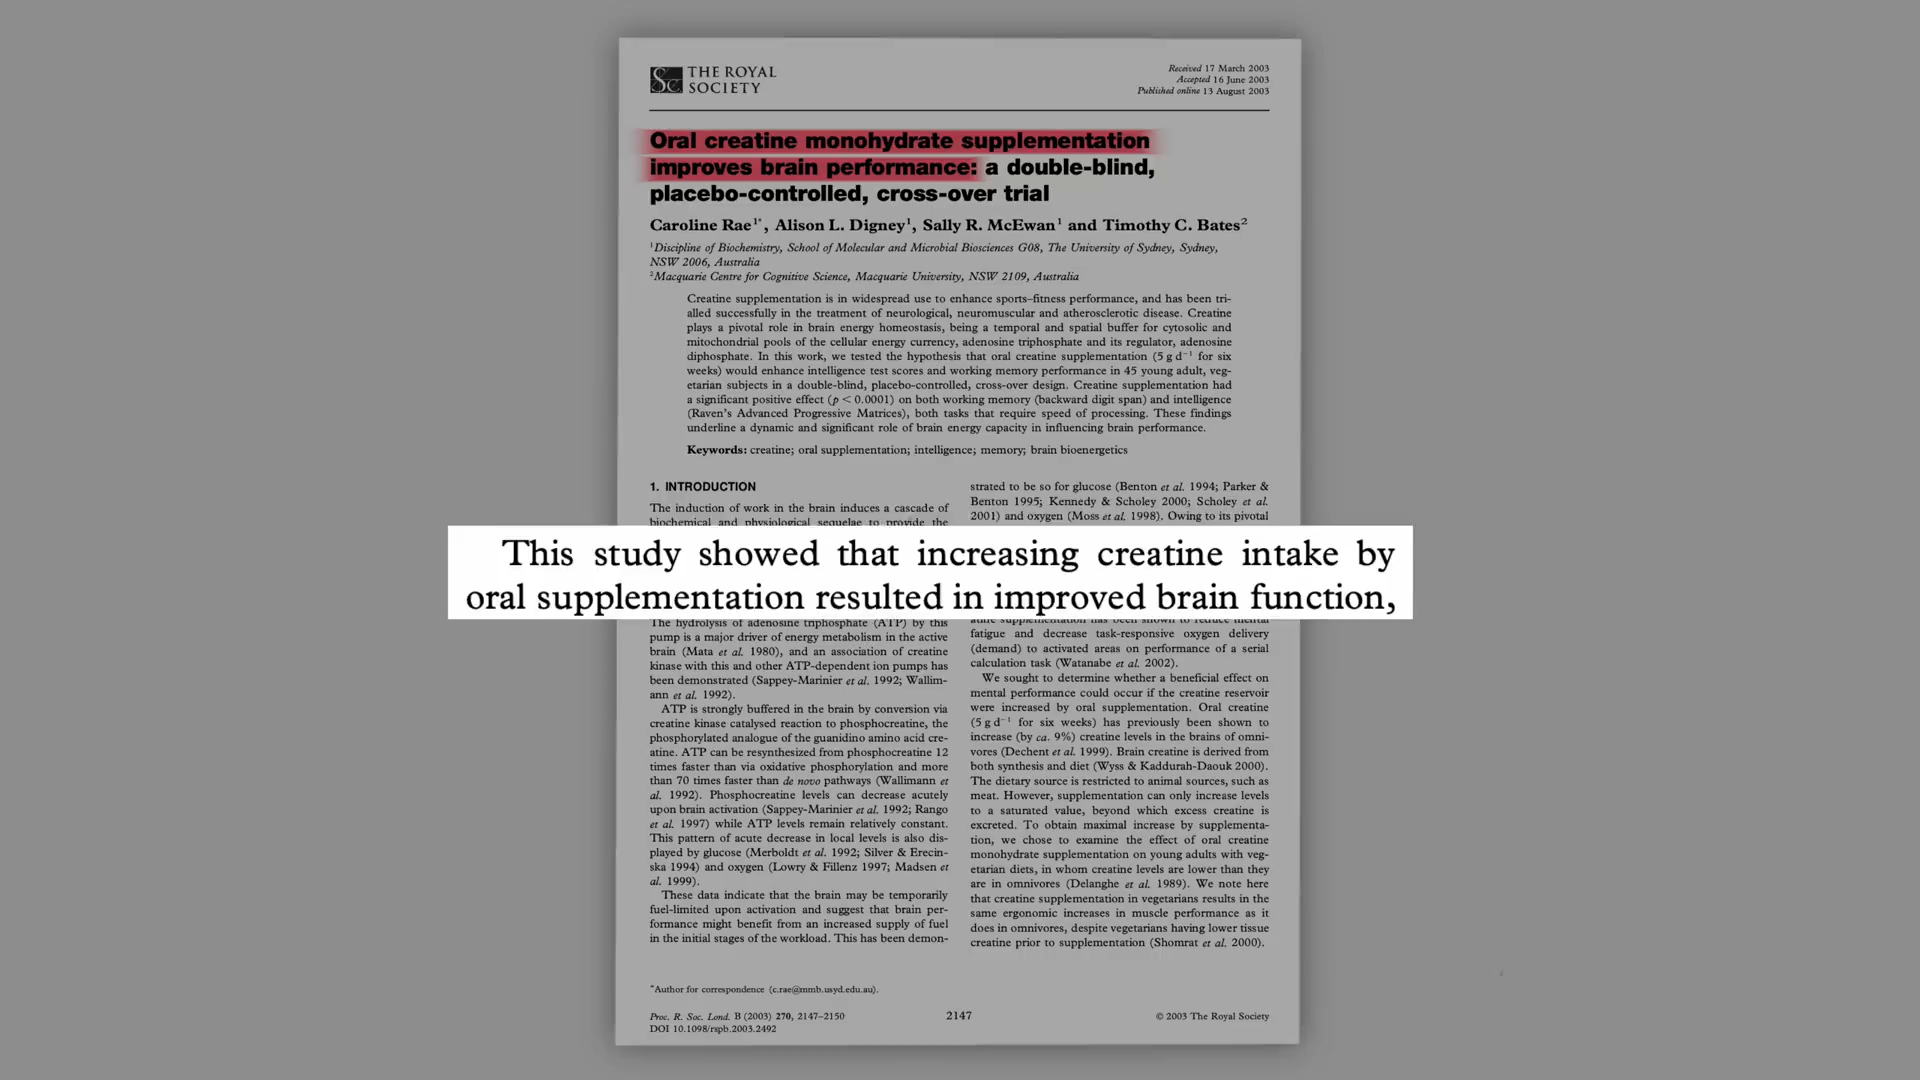 THE ROYAL
SOCIETY
Received 17 March 2003
Accepted 16 June 2003
Published online 13 August 2003
Oral creatine monohydrate supplementation
improves brain performance: a double-blind,
placebo-controlled, cross-over trial
Caroline Rae¹*, Alison L. Digney¹, Sally R. McEwan¹ and Timothy C. Bates²
¹Discipline of Biochemistry, School of Molecular and Microbial Biosciences G08, The University of Sydney, Sydney,
NSW 2006, Australia
²Macquarie Centre for Cognitive Science, Macquarie University, NSW 2109, Australia
Creatine supplementation is in widespread use to enhance sports–fitness performance, and has been tri-
alled successfully in the treatment of neurological, neuromuscular and atherosclerotic disease. Creatine
plays a pivotal role in brain energy homeostasis, being a temporal and spatial buffer for cytosolic and
mitochondrial pools of the cellular energy currency, adenosine triphosphate and its regulator, adenosine
diphosphate. In this work, we tested the hypothesis that oral creatine supplementation (5 g d⁻¹ for six
weeks) would enhance intelligence test scores and working memory performance in 45 young adult, veg-
etarian subjects in a double-blind, placebo-controlled, cross-over design. Creatine supplementation had
a significant positive effect (p < 0.0001) on both working memory (backward digit span) and intelligence
(Raven's Advanced Progressive Matrices), both tasks that require speed of processing. These findings
underline a dynamic and significant role of brain energy capacity in influencing brain performance.
Keywords: creatine; oral supplementation; intelligence; memory; brain bioenergetics
1. INTRODUCTION
The induction of work in the brain induces a cascade of
biochemical and physiological sequelae to provide the
This study showed that increasing creatine intake by
oral supplementation resulted in improved brain function,
The hydrolysis of adenosine triphosphate (ATP) by this
pump is a major driver of energy metabolism in the active
brain (Mata et al. 1980), and an association of creatine
kinase with this and other ATP-dependent ion pumps has
been demonstrated (Sappey-Marinier et al. 1992; Wallim-
ann et al. 1992).
ATP is strongly buffered in the brain by conversion via
creatine kinase catalysed reaction to phosphocreatine, the
phosphorylated analogue of the guanidino amino acid cre-
atine. ATP can be resynthesized from phosphocreatine 12
times faster than via oxidative phosphorylation and more
than 70 times faster than de novo pathways (Wallimann et
al. 1992). Phosphocreatine levels can decrease acutely
upon brain activation (Sappey-Marinier et al. 1992; Rango
et al. 1997) while ATP levels remain relatively constant.
This pattern of acute decrease in local levels is also dis-
played by glucose (Merboldt et al. 1992; Silver & Erecin-
ska 1994) and oxygen (Lowry & Fillenz 1997; Madsen et
al. 1999).
These data indicate that the brain may be temporarily
fuel-limited upon activation and suggest that brain per-
formance might benefit from an increased supply of fuel
in the initial stages of the workload. This has been demon-
strated to be so for glucose (Benton et al. 1994; Parker &
Benton 1995; Kennedy & Scholey 2000; Scholey et al.
2001) and oxygen (Moss et al. 1998). Owing to its pivotal
atine supplementation has been shown to reduce mental
fatigue and decrease task-responsive oxygen delivery
(demand) to activated areas on performance of a serial
calculation task (Watanabe et al. 2002).
We sought to determine whether a beneficial effect on
mental performance could occur if the creatine reservoir
were increased by oral supplementation. Oral creatine
(5 g d⁻¹ for six weeks) has previously been shown to
increase (by ca. 9%) creatine levels in the brains of omni-
vores (Dechent et al. 1999). Brain creatine is derived from
both synthesis and diet (Wyss & Kaddurah-Daouk 2000).
The dietary source is restricted to animal sources, such as
meat. However, supplementation can only increase levels
to a saturated value, beyond which excess creatine is
excreted. To obtain maximal increase by supplementa-
tion, we chose to examine the effect of oral creatine
monohydrate supplementation on young adults with veg-
etarian diets, in whom creatine levels are lower than they
are in omnivores (Delanghe et al. 1989). We note here
that creatine supplementation in vegetarians results in the
same ergonomic increases in muscle performance as it
does in omnivores, despite vegetarians having lower tissue
creatine prior to supplementation (Shomrat et al. 2000).
*Author for correspondence (c.rae@mmb.usyd.edu.au).
Proc. R. Soc. Lond. B (2003) 270, 2147–2150
DOI 10.1098/rspb.2003.2492
2147
© 2003 The Royal Society